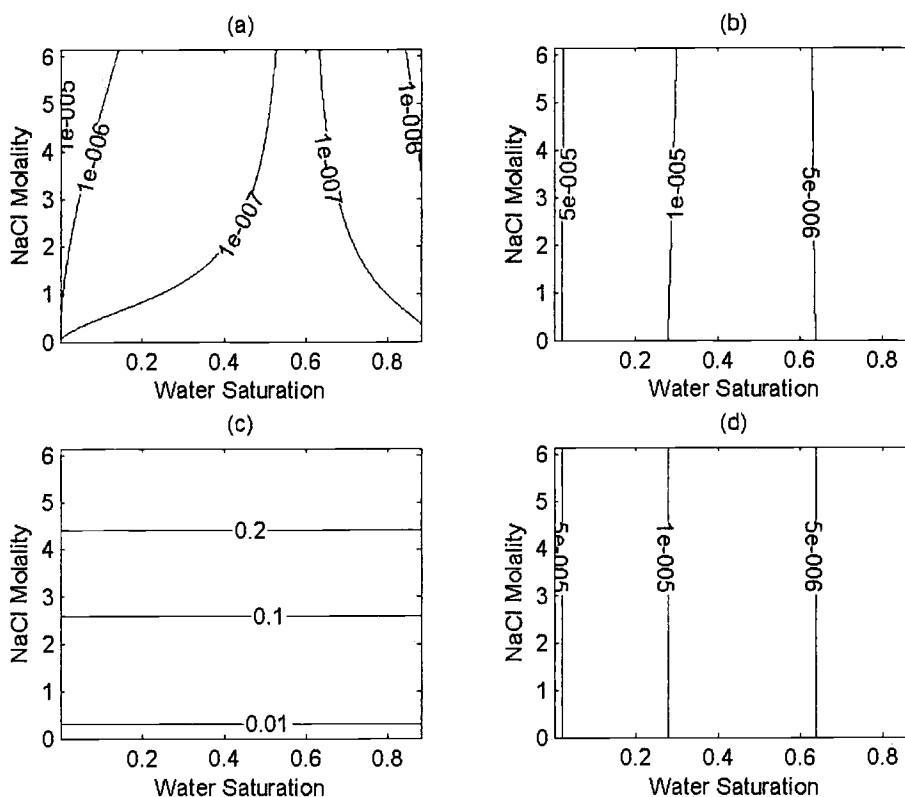 (a)
NaCl Molality
6
5
4
3
2
1
0
1e-005
1e-006
1e-007
1e-007
1e-006
0.2 0.4 0.6 0.8
Water Saturation
(b)
NaCl Molality
6
5
4
3
2
1
0
5e-005
1e-005
5e-006
0.2 0.4 0.6 0.8
Water Saturation
(c)
NaCl Molality
6
5
4
3
2
1
0
0.2
0.1
0.01
0.2 0.4 0.6 0.8
Water Saturation
(d)
NaCl Molality
6
5
4
3
2
1
0
5e-005
1e-005
5e-006
0.2 0.4 0.6 0.8
Water Saturation